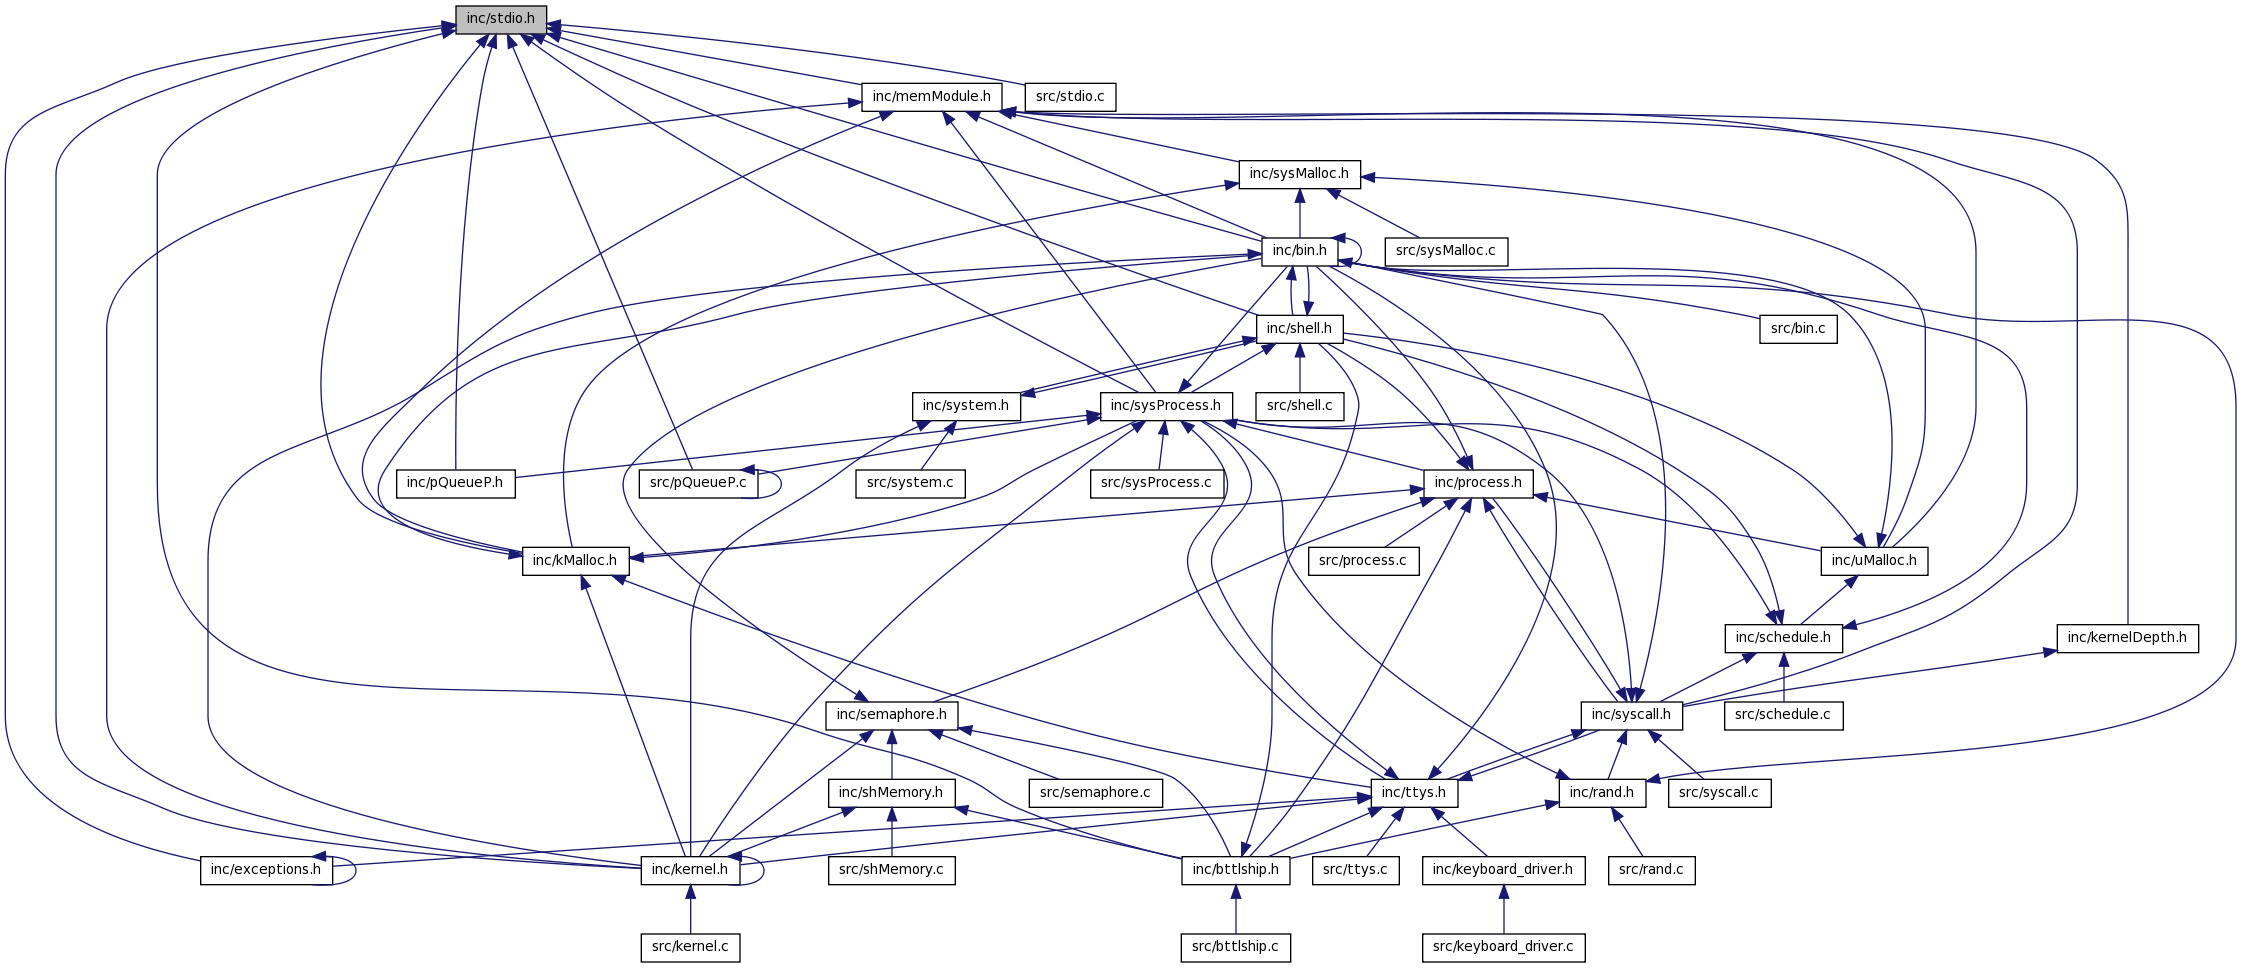 inc/stdio.h
inc/memModule.h
src/stdio.c
inc/sysMalloc.h
inc/bin.h
src/sysMalloc.c
inc/shell.h
src/bin.c
inc/system.h
inc/sysProcess.h
src/shell.c
inc/pQueueP.h
src/pQueueP.c
src/system.c
src/sysProcess.c
inc/process.h
inc/kMalloc.h
src/process.c
inc/uMalloc.h
inc/schedule.h
inc/kernelDepth.h
inc/semaphore.h
inc/syscall.h
src/schedule.c
inc/shMemory.h
src/semaphore.c
inc/ttys.h
inc/rand.h
src/syscall.c
inc/exceptions.h
inc/kernel.h
src/shMemory.c
inc/bttlship.h
src/ttys.c
inc/keyboard_driver.h
src/rand.c
src/kernel.c
src/bttlship.c
src/keyboard_driver.c